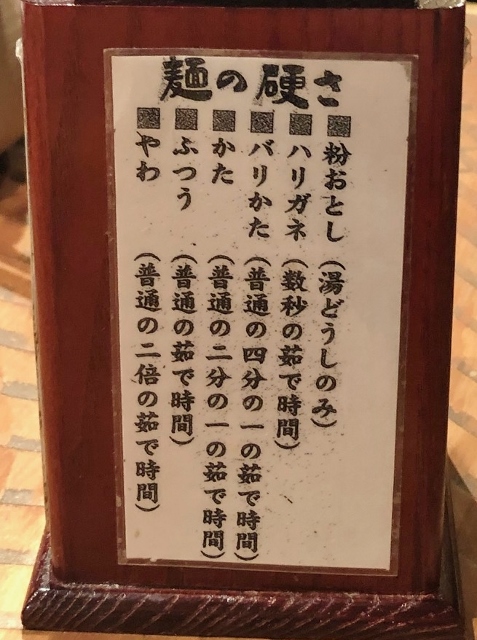 麺の硬さ
■粉おとし(湯どうしのみ)
■ハリガネ(数秒の茹で時間)
■バリかた(普通の四分の一の茹で時間)
■かた(普通の二分の一の茹で時間)
■ふつう(普通の茹で時間)
■やわ(普通の二倍の茹で時間)